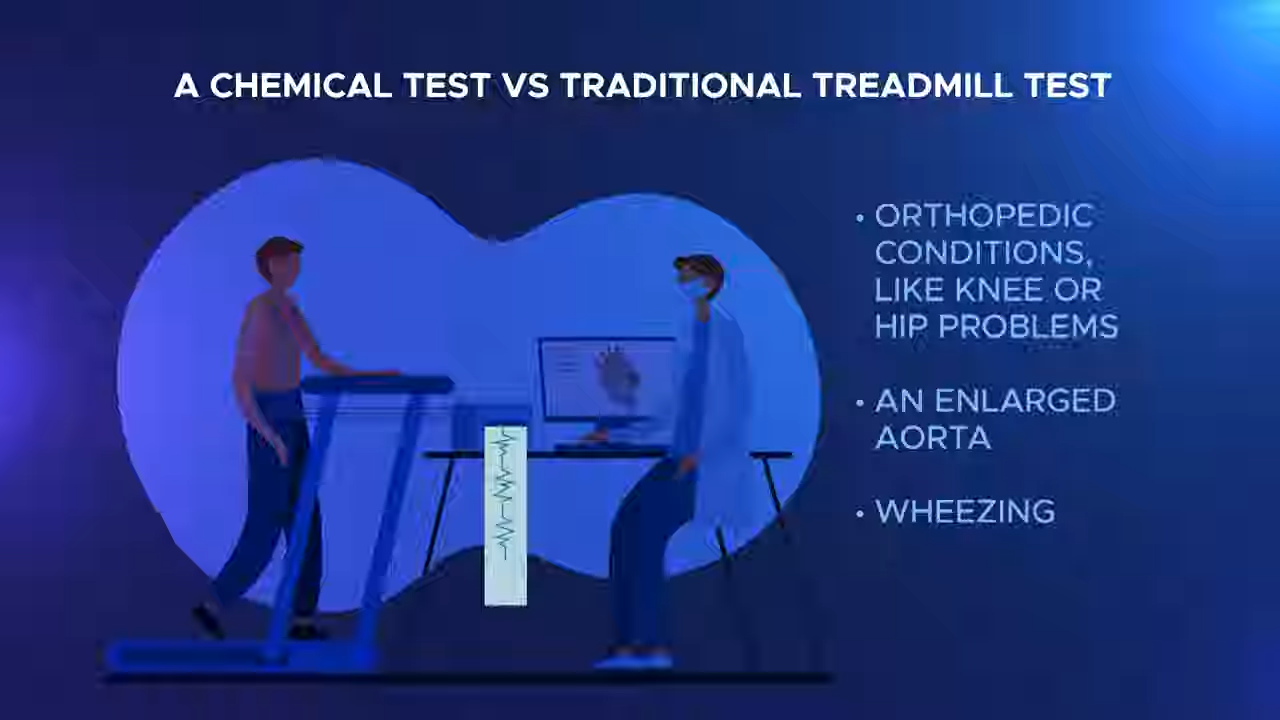 A CHEMICAL TEST VS TRADITIONAL TREADMILL TEST
• ORTHOPEDIC
CONDITIONS,
LIKE KNEE OR
HIP PROBLEMS
• AN ENLARGED
AORTA
• WHEEZING